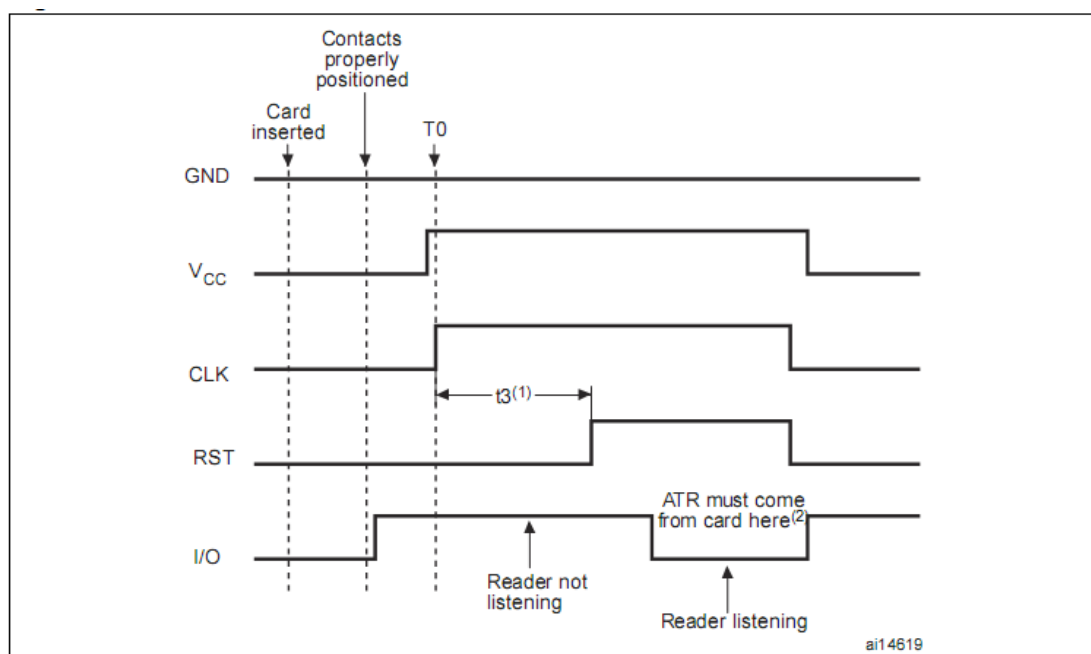 Contacts
properly
positioned
Card
inserted
T0
GND
VCC
CLK
t3(1)
RST
ATR must come
from card here(2)
I/O
Reader not
listening
Reader listening
ai14619